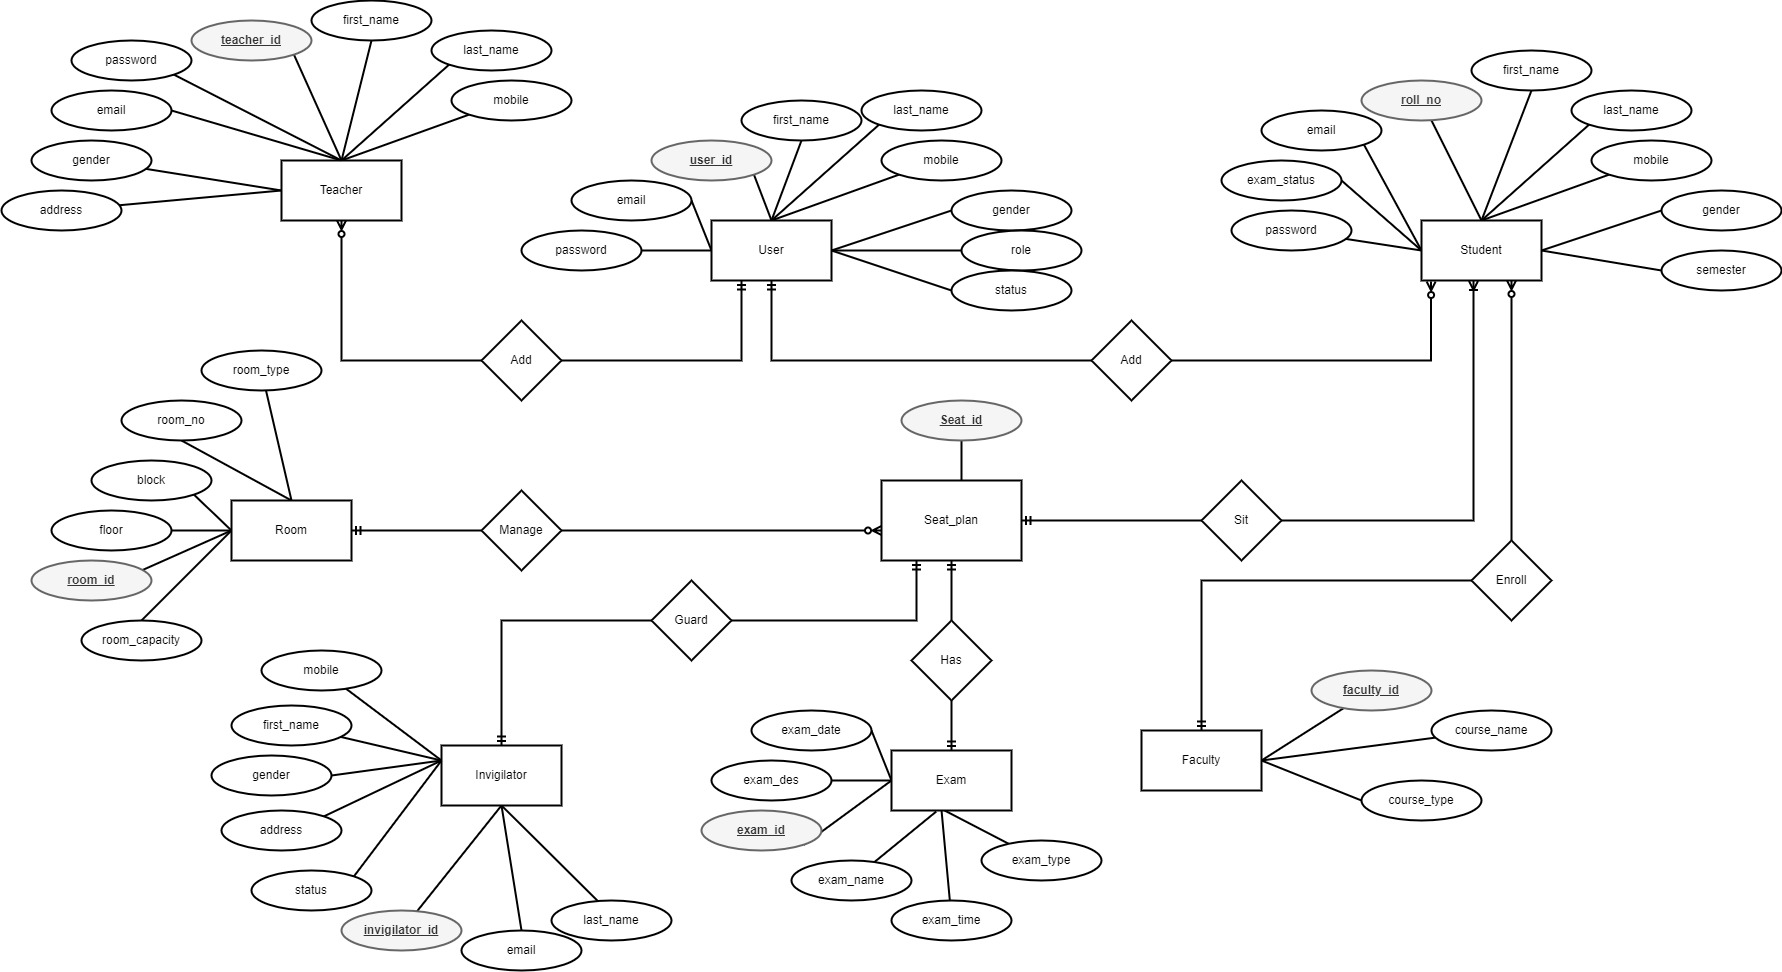 first_name
teacher_id
last_name
password
mobile
email
gender
Teacher
address
first_name
last_name
user_id
mobile
email
gender
password
User
role
status
first_name
roll_no
last_name
email
mobile
exam_status
gender
password
Student
semester
Add
Add
room_type
room_no
block
floor
Room
room_id
room_capacity
Manage
Seat_id
Seat_plan
Sit
Enroll
Guard
Has
mobile
first_name
gender
Invigilator
address
status
invigilator_id
email
last_name
exam_date
exam_des
Exam
exam_id
exam_name
exam_type
exam_time
faculty_id
course_name
Faculty
course_type